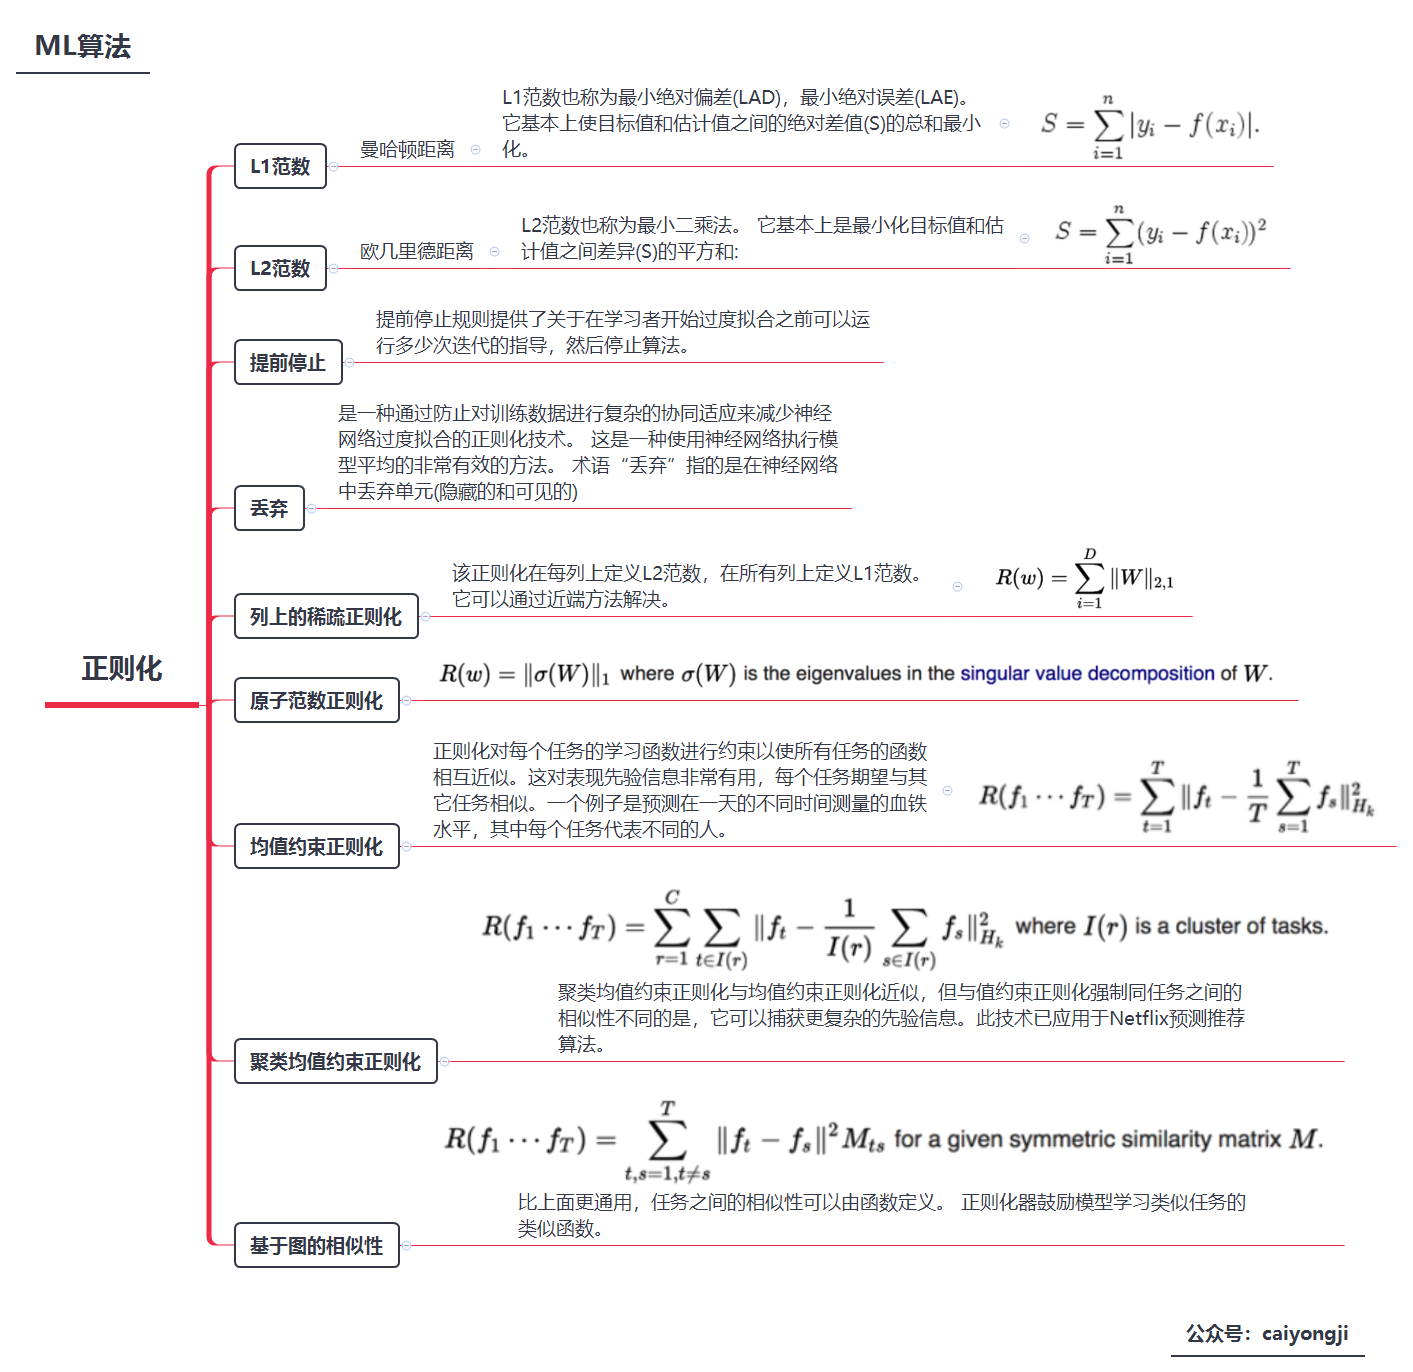 ML算法
正则化
L1范数
曼哈顿距离
L1范数也称为最小绝对偏差(LAD)，最小绝对误差(LAE)。
它基本上使目标值和估计值之间的绝对差值(S)的总和最小
化。
S = \sum_{i=1}^{n} |y_i − f(x_i)|.
L2范数
欧几里德距离
L2范数也称为最小二乘法。 它基本上是最小化目标值和估
计值之间差异(S)的平方和:
S = \sum_{i=1}^{n} (y_i − f(x_i))^2
提前停止
提前停止规则提供了关于在学习者开始过度拟合之前可以运
行多少次迭代的指导，然后停止算法。
丢弃
是一种通过防止对训练数据进行复杂的协同适应来减少神经
网络过度拟合的正则化技术。 这是一种使用神经网络执行模
型平均的非常有效的方法。 术语“丢弃”指的是在神经网络
中丢弃单元(隐藏的和可见的)
列上的稀疏正则化
该正则化在每列上定义L2范数，在所有列上定义L1范数。
它可以通过近端方法解决。
R(w) = \sum_{i=1}^{D} ‖W‖_{2,1}
原子范数正则化
R(w) = ‖σ(W)‖_1 where σ(W) is the eigenvalues in the singular value decomposition of W.
均值约束正则化
正则化对每个任务的学习函数进行约束以使所有任务的函数
相互近似。这对表现先验信息非常有用，每个任务期望与其
它任务相似。一个例子是预测在一天的不同时间测量的血铁
水平，其中每个任务代表不同的人。
R(f_1 ··· f_T) = \sum_{t=1}^{T} ‖f_t − \frac{1}{T} \sum_{s=1}^{T} f_s‖_{H_k}^2
聚类均值约束正则化
R(f_1 ··· f_T) = \sum_{r=1}^{C} \sum_{t∈I(r)} ‖f_t − \frac{1}{I(r)} \sum_{s∈I(r)} f_s‖_{H_k}^2 where I(r) is a cluster of tasks.
聚类均值约束正则化与均值约束正则化近似，但与值约束正则化强制同任务之间的
相似性不同的是，它可以捕获更复杂的先验信息。此技术已应用于Netflix预测推荐
算法。
基于图的相似性
R(f_1 ··· f_T) = \sum_{t,s=1,t≠s}^{T} ‖f_t − f_s‖^2 M_{ts} for a given symmetric similarity matrix M.
比上面更通用，任务之间的相似性可以由函数定义。 正则化器鼓励模型学习类似任务的
类似函数。
公众号：caiyongji